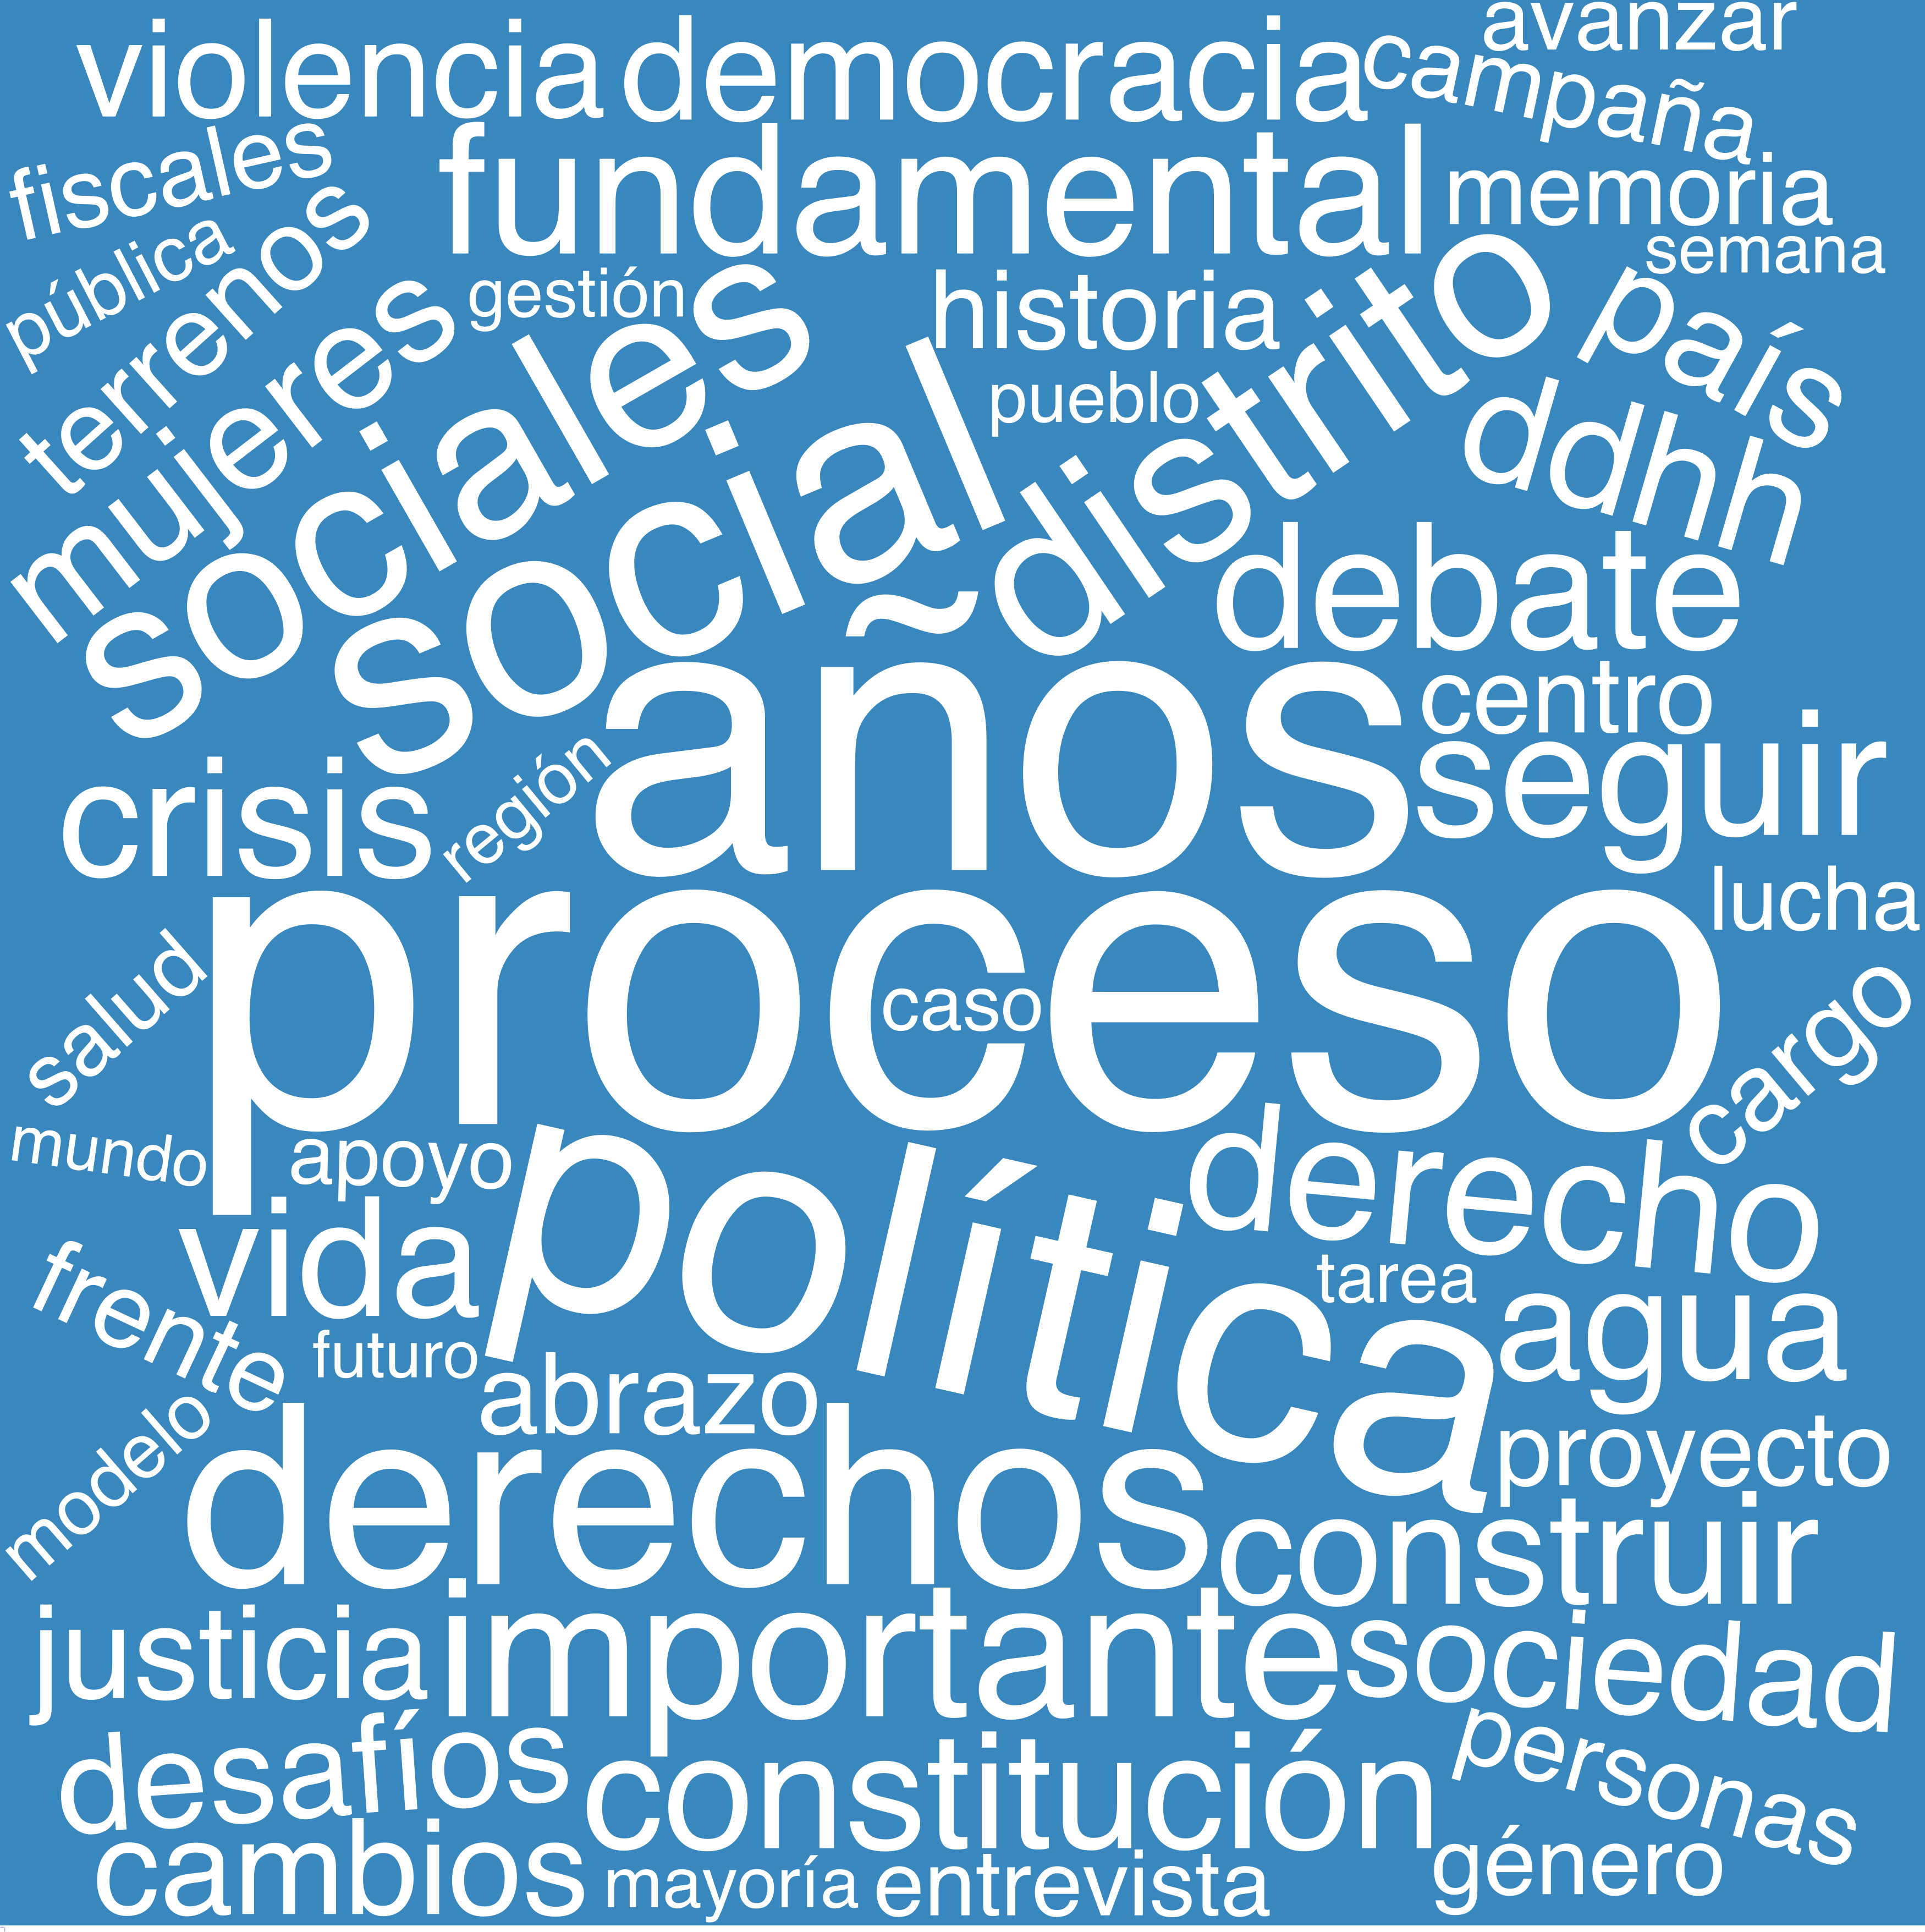 avanzar
violencia democracia campaña
fiscales
fundamental
memoria
pública
terrenos
semana
gestión
historia
país
mujeres
sociales
pueblo
distrito
ddhh
social
debate
años
centro
crisis
región
seguir
lucha
proceso
salud
caso
cargo
mundo
apoyo
política
derecho
vida
tarea
frente
futuro
agua
abrazo
modelo
derechos
proyecto
construir
justicia
importante
sociedad
desafíos
constitución
personas
cambios
mayoría
entrevista
género